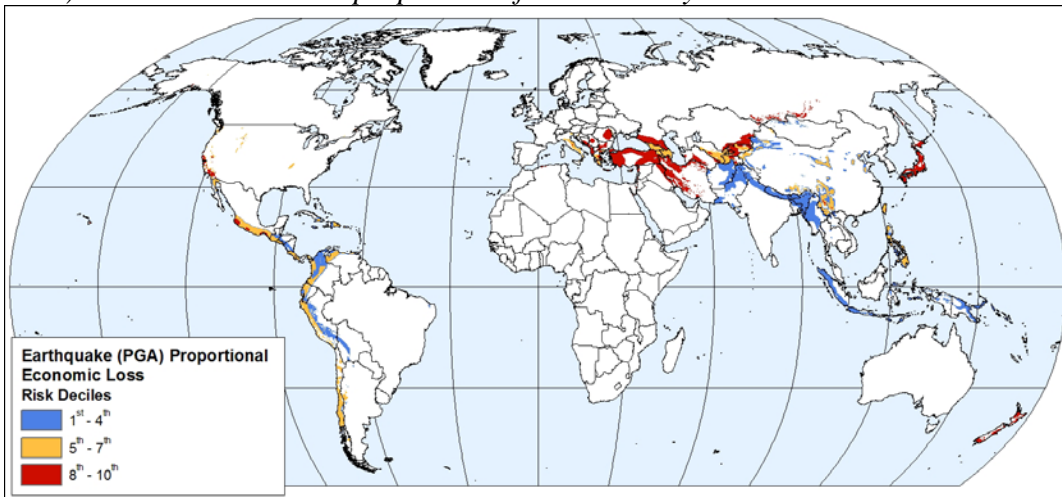 Earthquake (PGA) Proportional
Economic Loss
Risk Deciles
1st - 4th
5th - 7th
8th - 10th